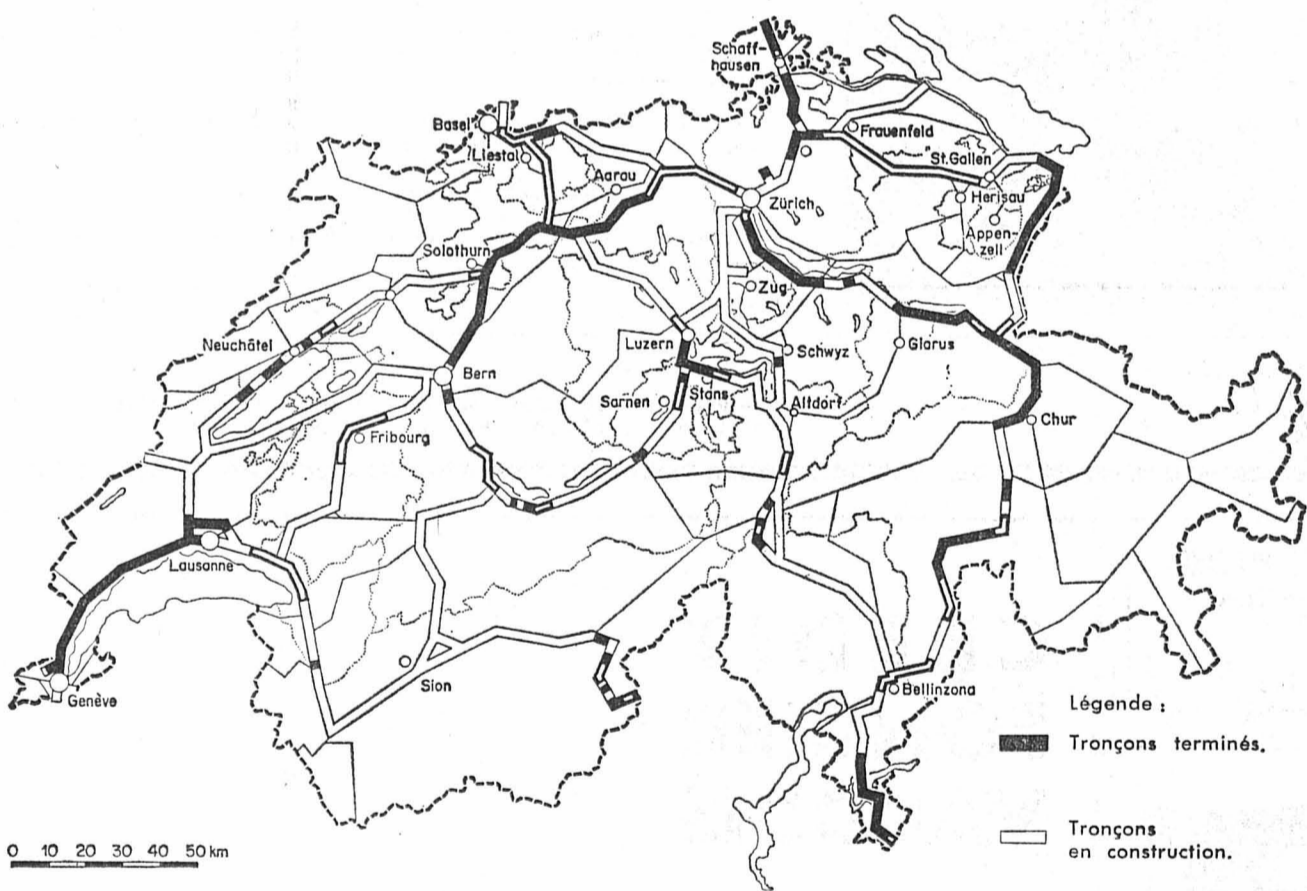 Schaff-
hausen
Basel
Liestal
Frauenfeld
St.Gallen
Aarau
Zürich
Herisau
Appen-
zell
Solothurn
Zug
Neuchâtel
Luzern
Schwyz
Glarus
Bern
Sarnen
Stans
Altdorf
Fribourg
Chur
Lausanne
Sion
Genève
Bellinzona
Légende :
Tronçons terminés.
Tronçons
en construction.
0 10 20 30 40 50 km